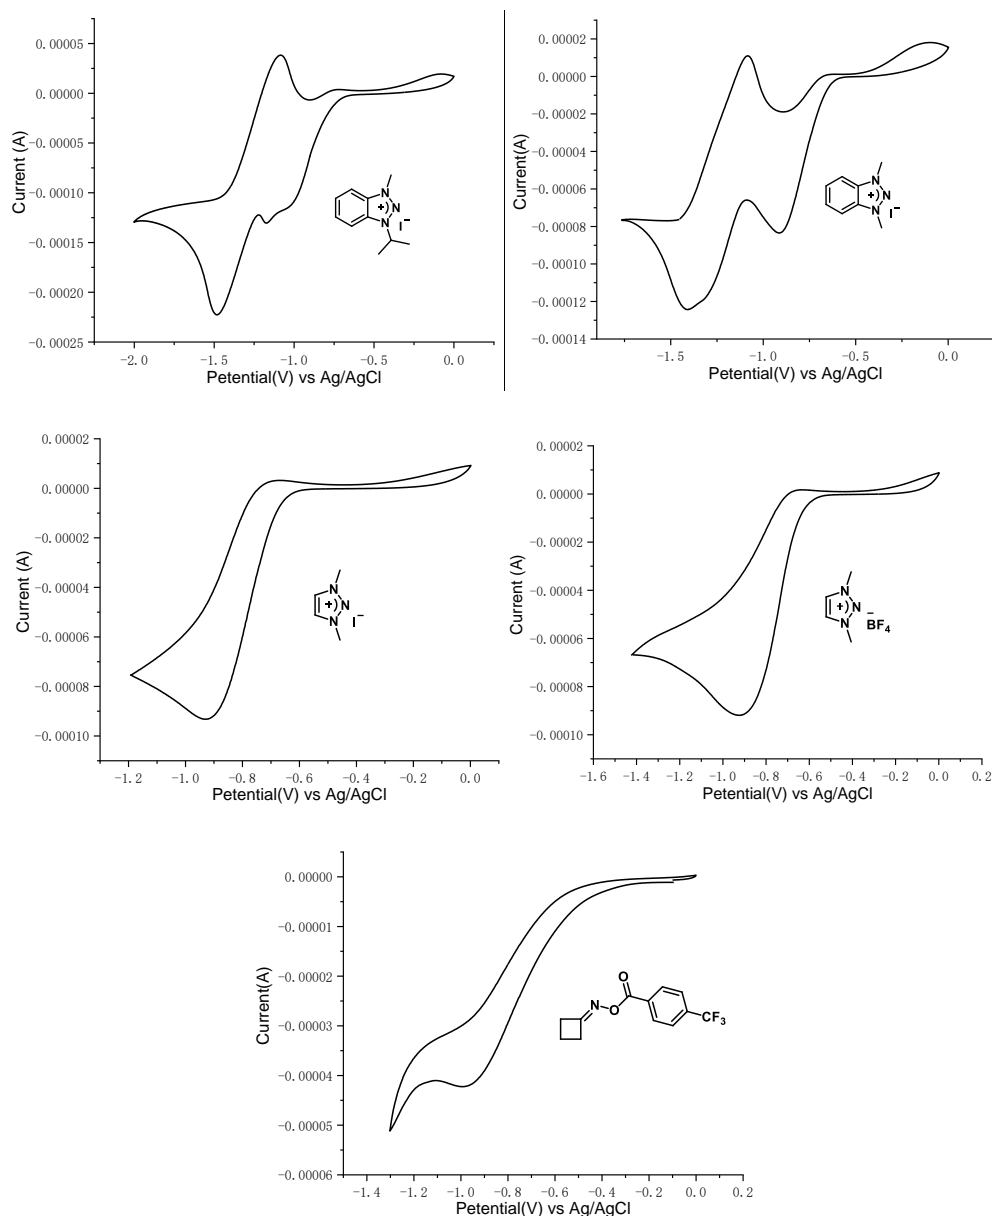 0.00005
0.00000
-0.00005
-0.00010
-0.00015
-0.00020
-0.00025
Current (A)
-2.0 -1.5 -1.0 -0.5 0.0
Petential(V) vs Ag/AgCl
N
+ N
N I−
0.00002
0.00000
-0.00002
-0.00004
-0.00006
-0.00008
-0.00010
-0.00012
-0.00014
Current(A)
-1.5 -1.0 -0.5 0.0
Petential(V) vs Ag/AgCl
N
+ N
N I−
0.00002
0.00000
-0.00002
-0.00004
-0.00006
-0.00008
-0.00010
Current (A)
-1.2 -1.0 -0.8 -0.6 -0.4 -0.2 0.0
Petential(V) vs Ag/AgCl
N
+ N
N I−
0.00002
0.00000
-0.00002
-0.00004
-0.00006
-0.00008
-0.00010
Current (A)
-1.6 -1.4 -1.2 -1.0 -0.8 -0.6 -0.4 -0.2 0.0 0.2
Petential(V) vs Ag/AgCl
N
+ N −
N BF4
0.00000
-0.00001
-0.00002
-0.00003
-0.00004
-0.00005
-0.00006
Current(A)
-1.4 -1.2 -1.0 -0.8 -0.6 -0.4 -0.2 0.0 0.2
Petential(V) vs Ag/AgCl
O
N O
CF3